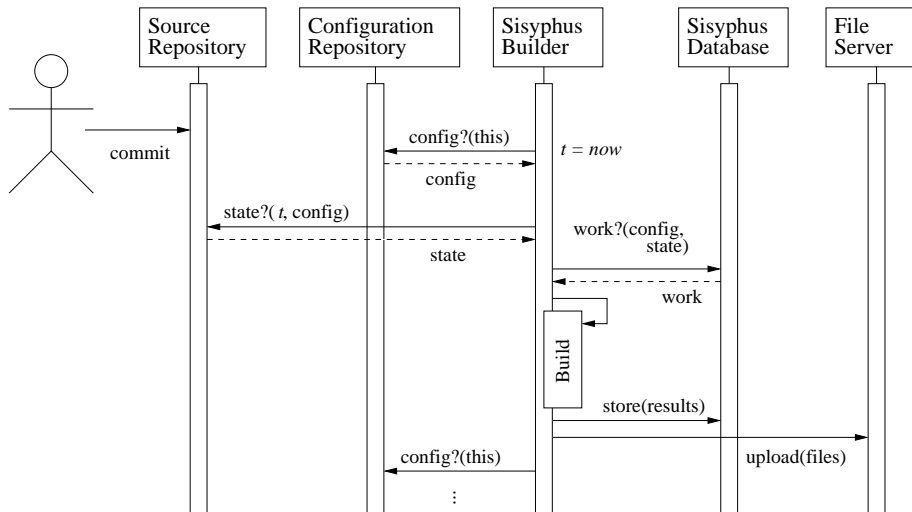 Source
Repository
Configuration
Repository
Sisyphus
Builder
Sisyphus
Database
File
Server
commit
config?(this)
t = now
config
state?( t, config)
state
work?(config,
state)
work
Build
store(results)
upload(files)
config?(this)
...